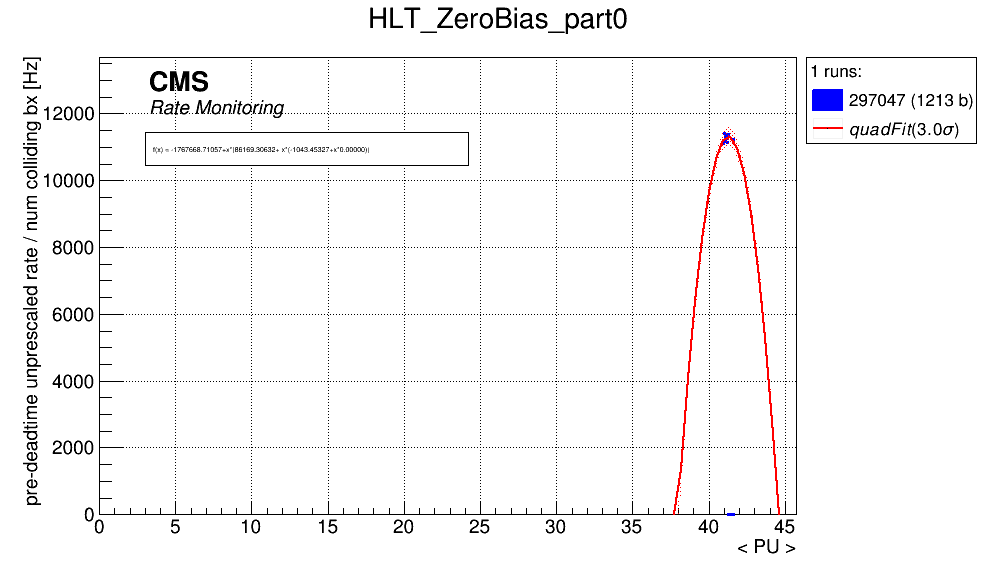 HLT_ZeroBias_part0
pre-deadtime unprescaled rate / num colliding bx [Hz]
CMS
Rate Monitoring
f(x) = -1767668.71057+x*(86169.30632+ x*(-1043.45327+x*0.00000))
12000
10000
8000
6000
4000
2000
0
0 5 10 15 20 25 30 35 40 45
< PU >
1 runs:
297047 (1213 b)
quadFit(3.0σ)